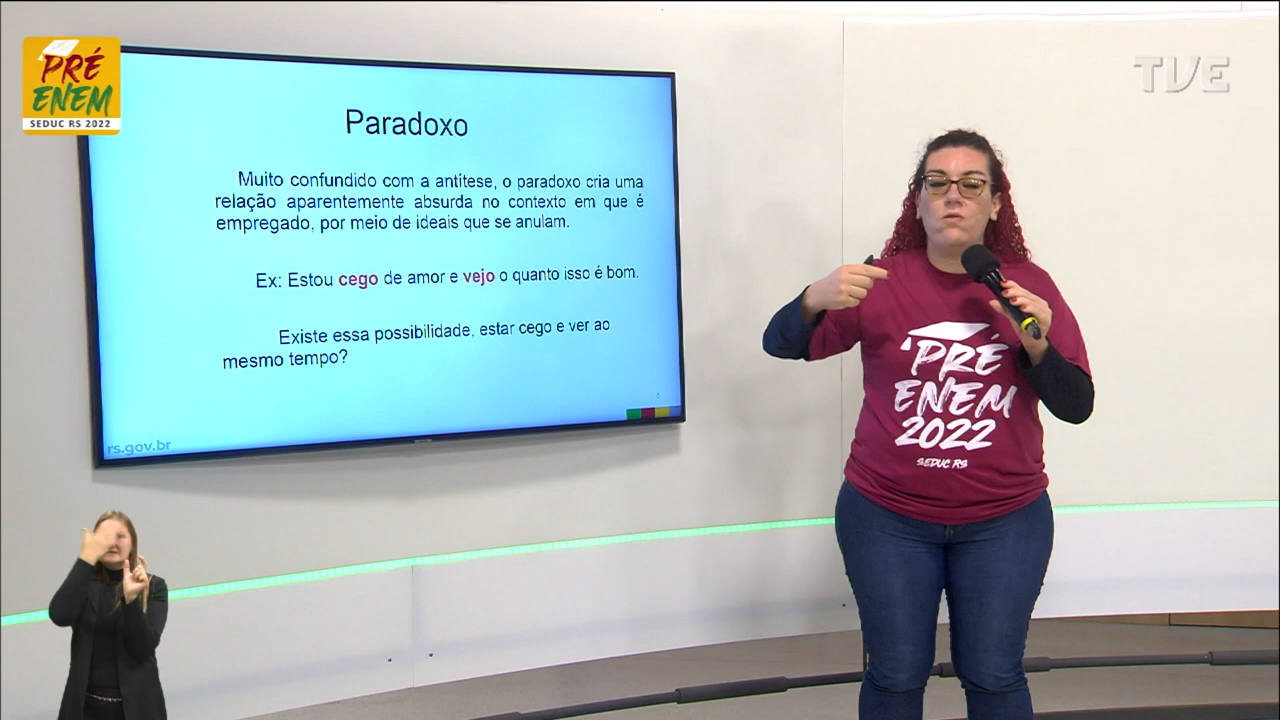 PRÉ
ENEM
SEDUC RS 2022
TVE
Paradoxo
Muito confundido com a antítese, o paradoxo cria uma
relação aparentemente absurda no contexto em que é
empregado, por meio de ideais que se anulam.
Ex: Estou cego de amor e vejo o quanto isso é bom.
Existe essa possibilidade, estar cego e ver ao
mesmo tempo?
rs.gov.br
PRÉ
ENEM
2022
SEDUC RS